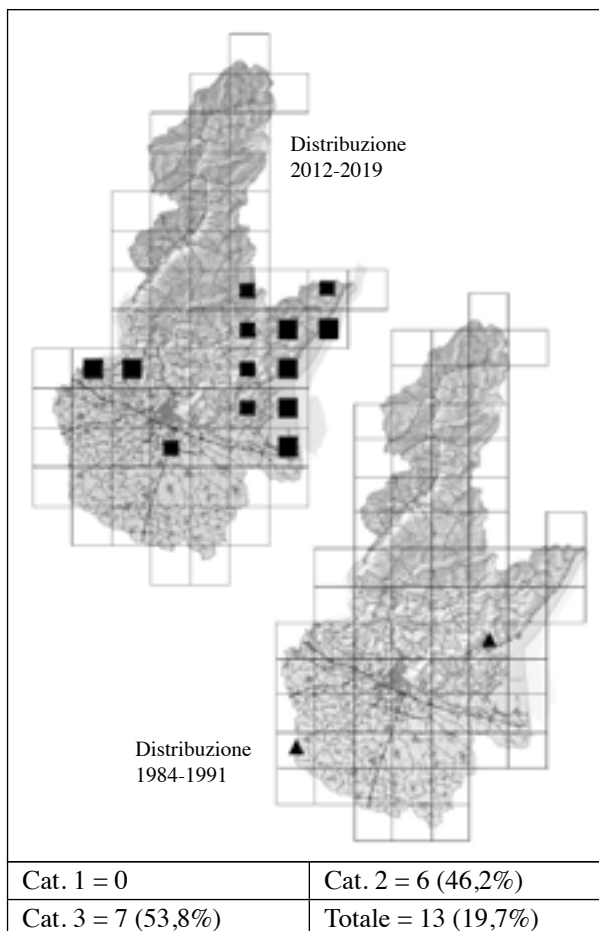 Distribuzione
2012-2019
Distribuzione
1984-1991
Cat. 1 = 0
Cat. 2 = 6 (46,2%)
Cat. 3 = 7 (53,8%)
Totale = 13 (19,7%)